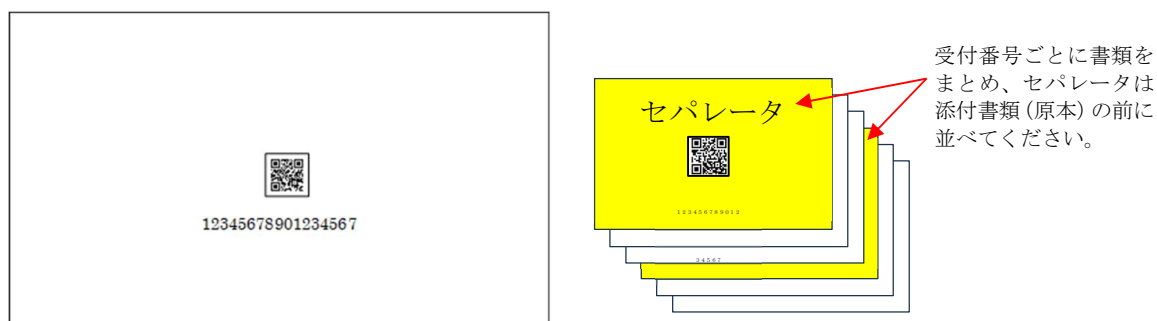 12345678901234567
セパレータ
123456789012
34567
受付番号ごとに書類を
まとめ、セパレータは
添付書類(原本)の前に
並べてください。